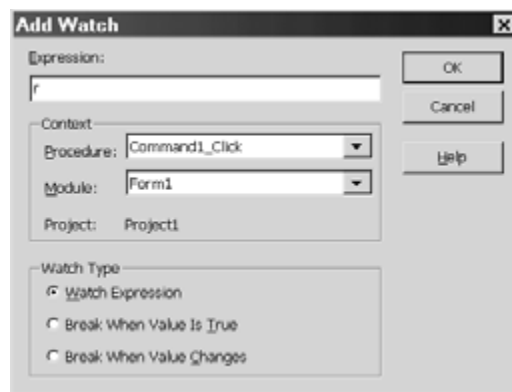 Add Watch
Expression:
r
OK
Cancel
Help
Context
Procedure: Command1_Click
Module: Form1
Project: Project1
Watch Type
Watch Expression
Break When Value Is True
Break When Value Changes